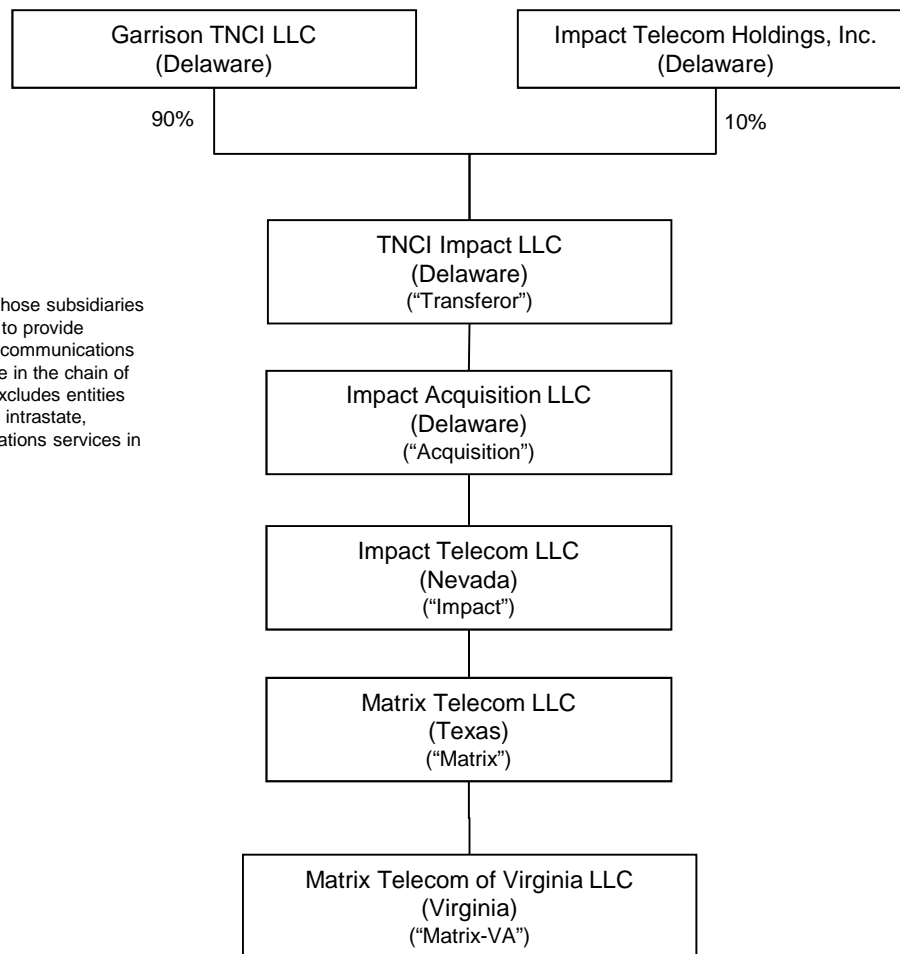 Garrison TNCI LLC
(Delaware)
Impact Telecom Holdings, Inc.
(Delaware)
90%
10%
TNCI Impact LLC
(Delaware)
(“Transferor”)
hose subsidiaries
to provide
communications
e in the chain of
xcludes entities
intrastate,
ations services in
Impact Acquisition LLC
(Delaware)
(“Acquisition”)
Impact Telecom LLC
(Nevada)
(“Impact”)
Matrix Telecom LLC
(Texas)
(“Matrix”)
Matrix Telecom of Virginia LLC
(Virginia)
(“Matrix-VA”)